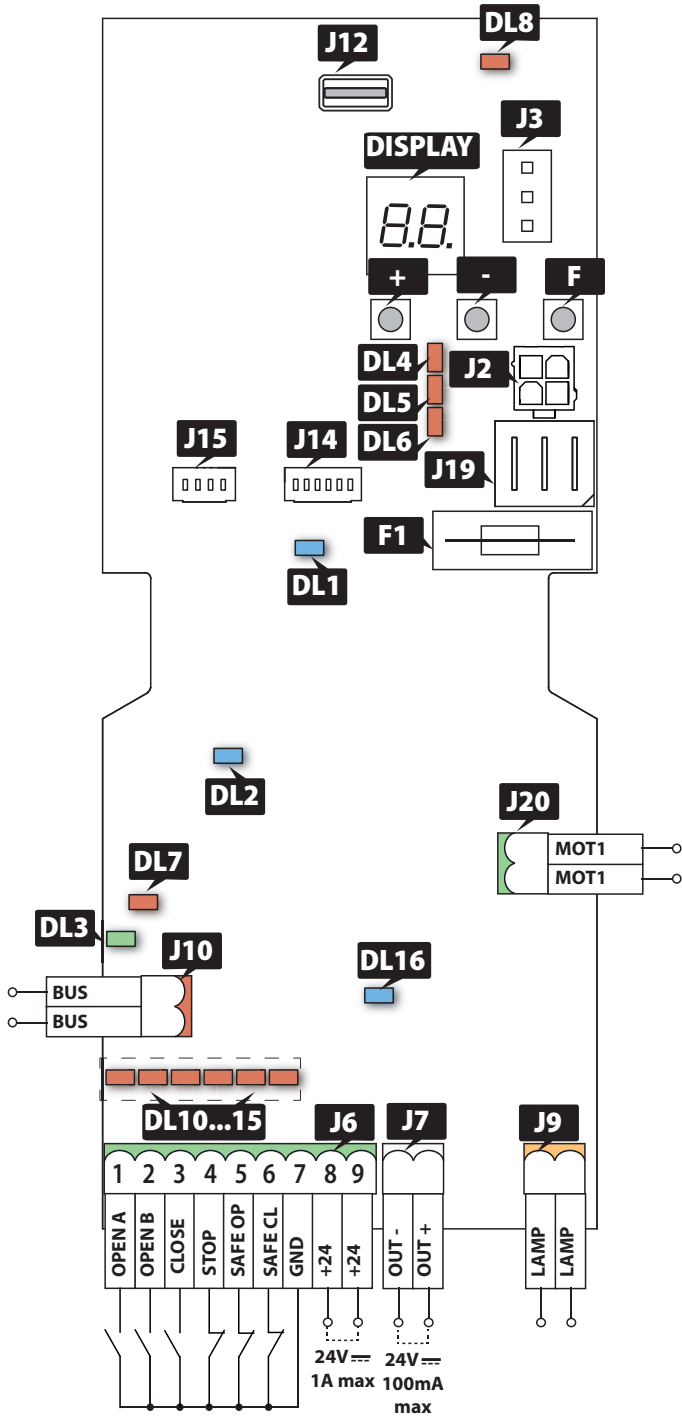 DL8
J12
J3
DISPLAY
8.8.
+ - F
DL4
J2
DL5
DL6
J15 J14
J19
F1
DL1
DL2
J20
MOT1
MOT1
DL7
DL3
J10
DL16
BUS
BUS
DL10...15 J6 J7 J9
1 2 3 4 5 6 7 8 9
OPEN A
OPEN B
CLOSE
STOP
SAFE OP
SAFE CL
GND
+24
+24
OUT -
OUT +
LAMP
LAMP
24V
1A max
24V
100mA
max